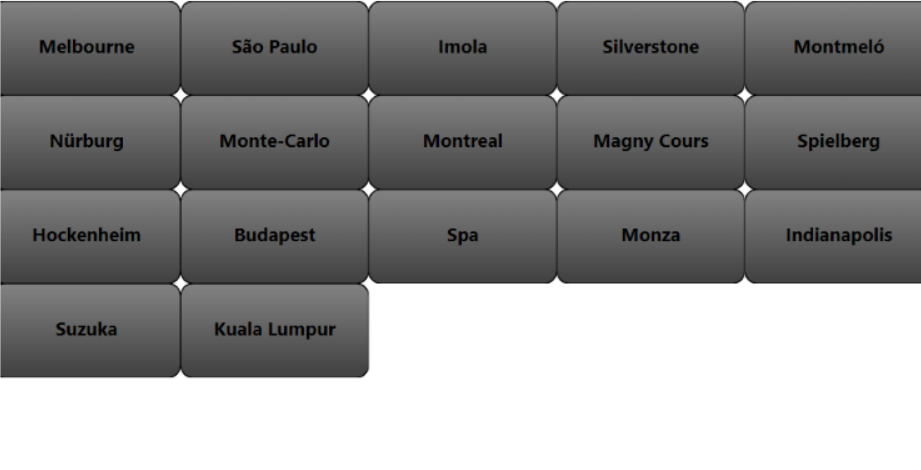 Melbourne
São Paulo
Imola
Silverstone
Montmeló
Nürburg
Monte-Carlo
Montreal
Magny Cours
Spielberg
Hockenheim
Budapest
Spa
Monza
Indianapolis
Suzuka
Kuala Lumpur